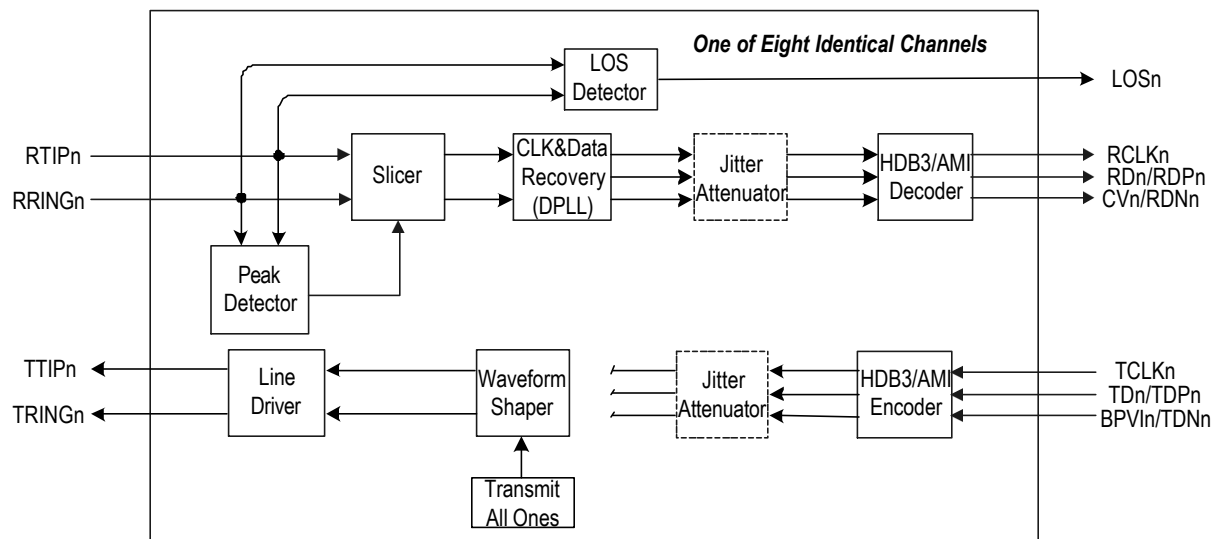 One of Eight Identical Channels
LOS
Detector
LOSn
RTIPn
RRINGn
Slicer
CLK&Data
Recovery
(DPLL)
Jitter
Attenuator
HDB3/AMI
Decoder
RCLKn
RDn/RDPn
CVn/RDNn
Peak
Detector
TTIPn
TRINGn
Line
Driver
Waveform
Shaper
Jitter
Attenuator
HDB3/AMI
Encoder
TCLKn
TDn/TDPn
BPVIn/TDNn
Transmit
All Ones